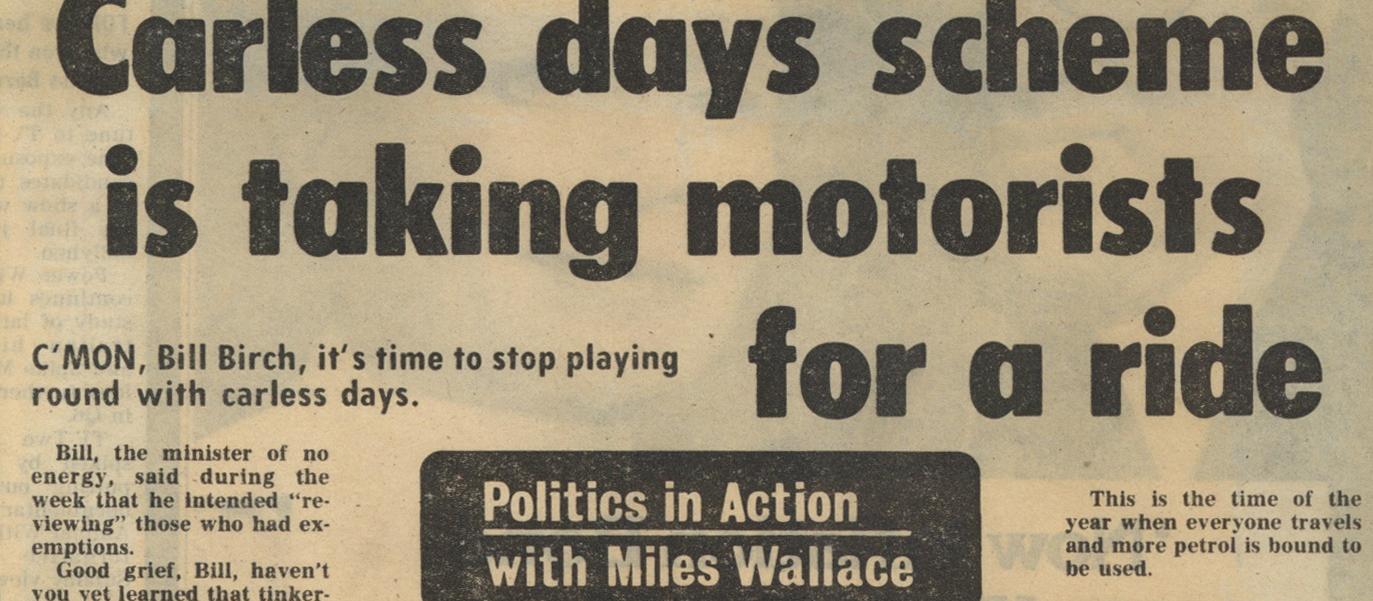 Carless days scheme
is taking motorists
for a ride
C'MON, Bill Birch, it's time to stop playing
round with carless days.
Bill, the minister of no
energy, said during the
week that he intended “re-
viewing” those who had ex-
emptions.
Good grief, Bill, haven't
you yet learned that tinker-
Politics in Action
with Miles Wallace
This is the time of the
year when everyone travels
and more petrol is bound to
be used.